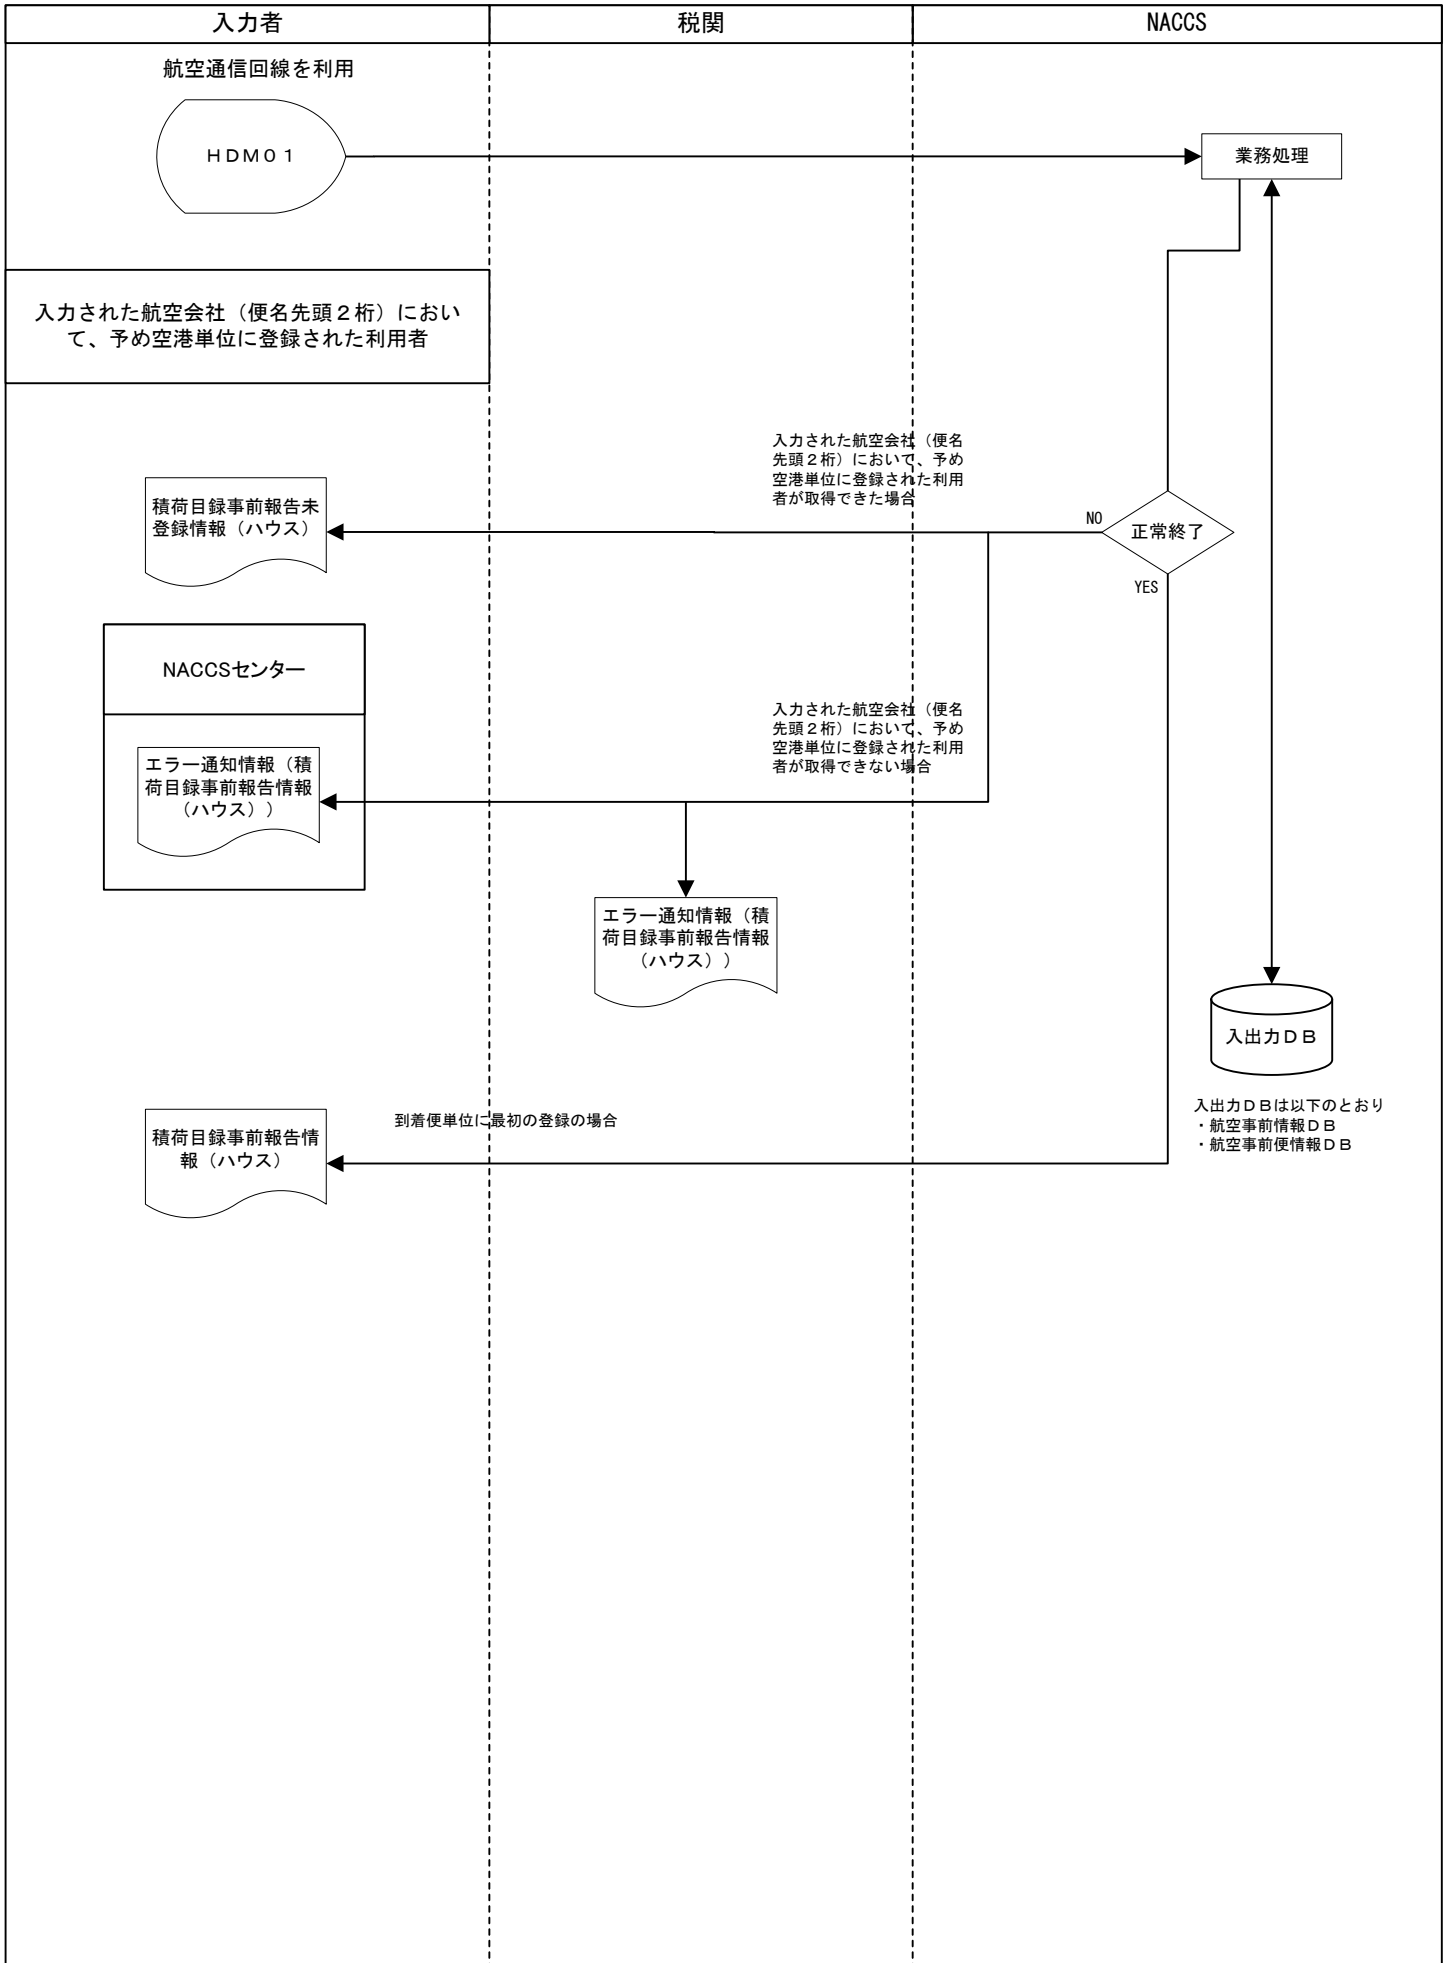 入力者
税関
NACCS
航空通信回線を利用
ＨＤＭ０１
業務処理
入力された航空会社（便名先頭２桁）におい
て、予め空港単位に登録された利用者
入力された航空会社（便名
先頭２桁）において、予め
空港単位に登録された利用
者が取得できた場合
積荷目録事前報告未
登録情報（ハウス）
NO
正常終了
YES
NACCSセンター
入力された航空会社（便名
先頭２桁）において、予め
空港単位に登録された利用
者が取得できない場合
エラー通知情報（積
荷目録事前報告情報
（ハウス））
エラー通知情報（積
荷目録事前報告情報
（ハウス））
入出力ＤＢ
入出力ＤＢは以下のとおり
・航空事前情報ＤＢ
・航空事前便情報ＤＢ
到着便単位に最初の登録の場合
積荷目録事前報告情
報（ハウス）